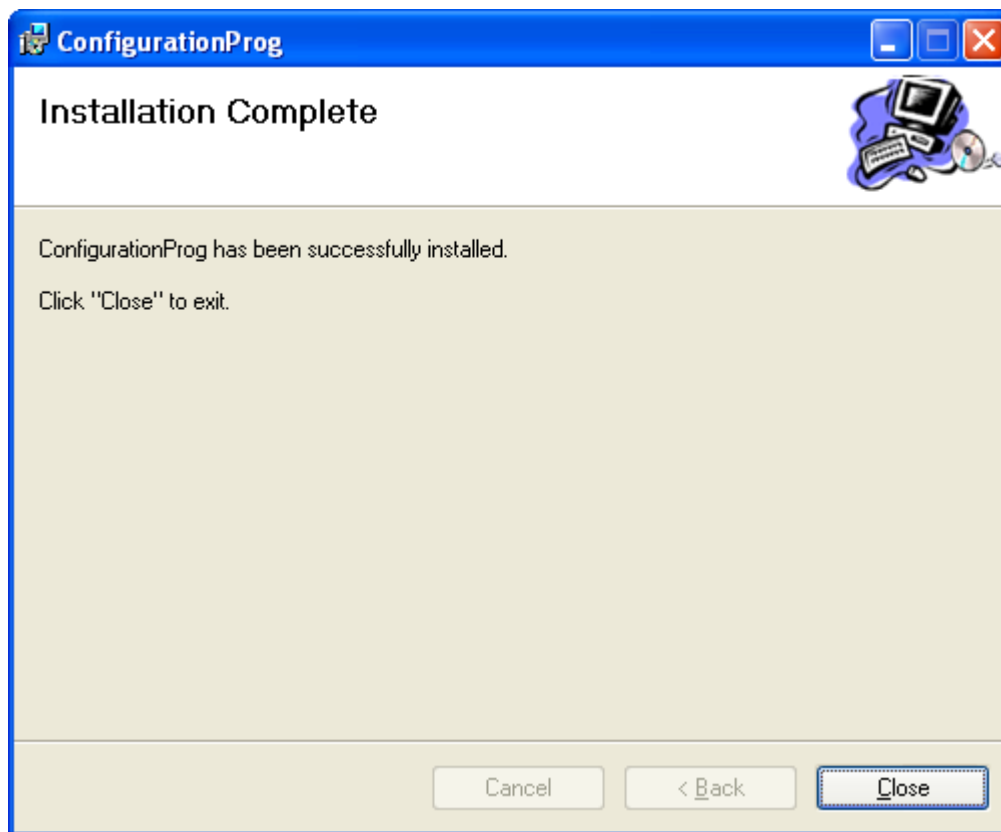 ConfigurationProg
Installation Complete
ConfigurationProg has been successfully installed.
Click "Close" to exit.
Cancel
< Back
Close